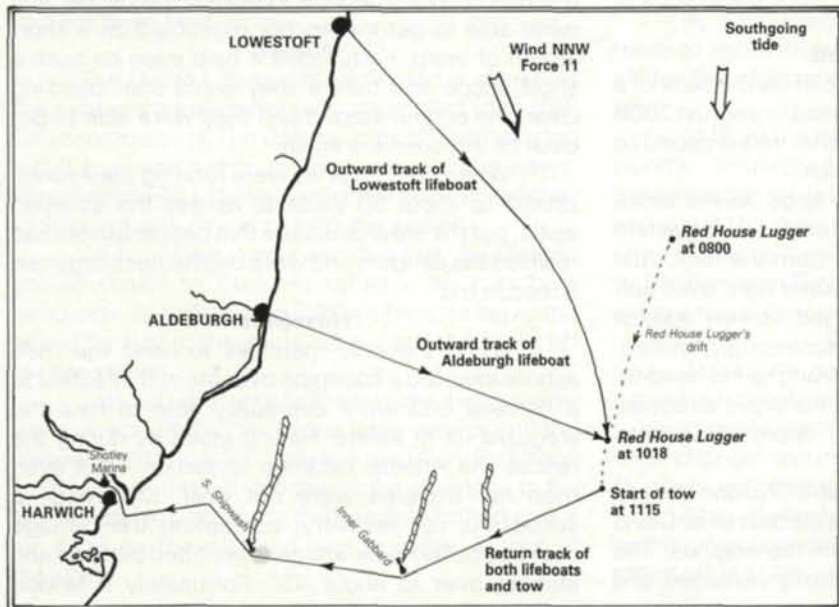 LOWESTOFT
Wind NNW
Force 11
Southgoing
tide
Outward track of
Lowestoft lifeboat
Red House Lugger
at 0800
Red House Lugger's
drift
ALDEBURGH
Outward track of
Aldeburgh lifeboat
Red House Lugger
at 1018
Shotley
Marina
HARWICH
S. Shipwash
Inner Gabbard
Start of tow
at 1115
Return track of
both lifeboats
and tow